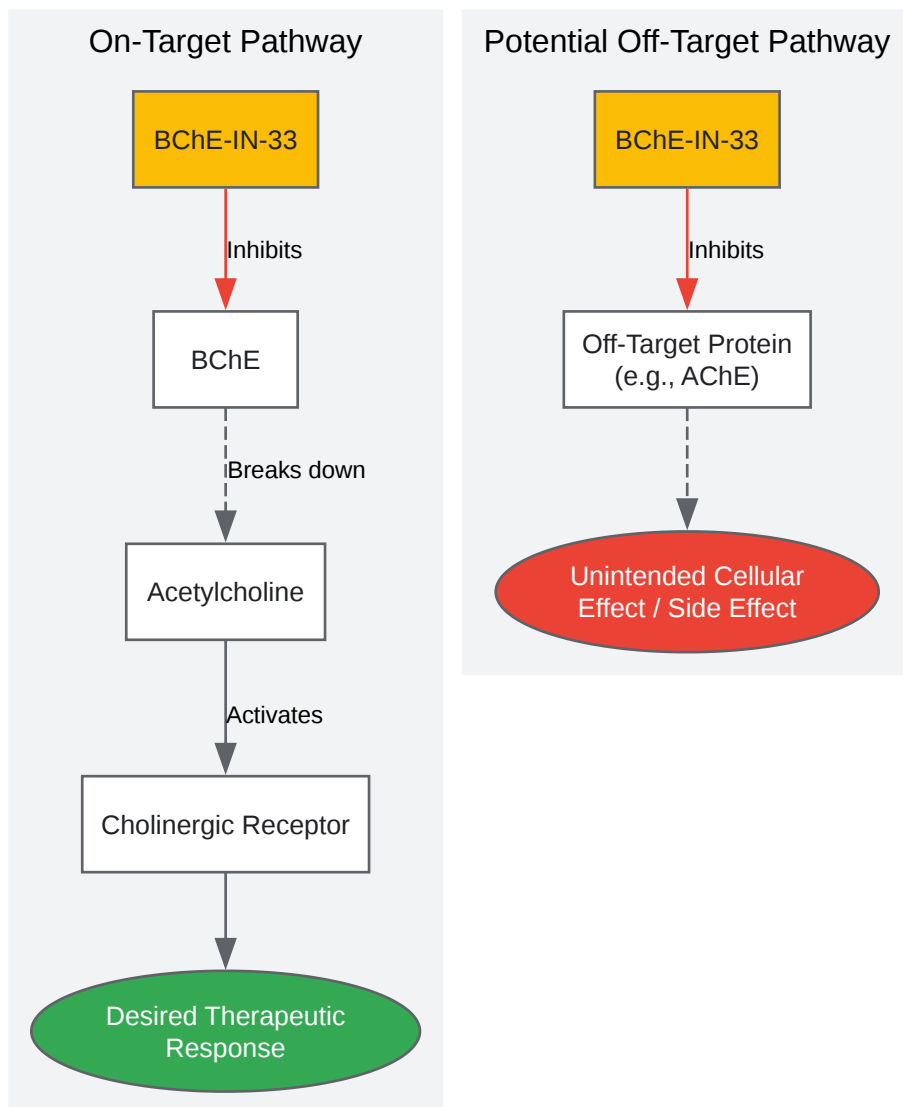 On-Target Pathway
BChE-IN-33
Inhibits
BChE
Breaks down
Acetylcholine
Activates
Cholinergic Receptor
Desired Therapeutic
Response
Potential Off-Target Pathway
BChE-IN-33
Inhibits
Off-Target Protein
(e.g., AChE)
Unintended Cellular
Effect / Side Effect